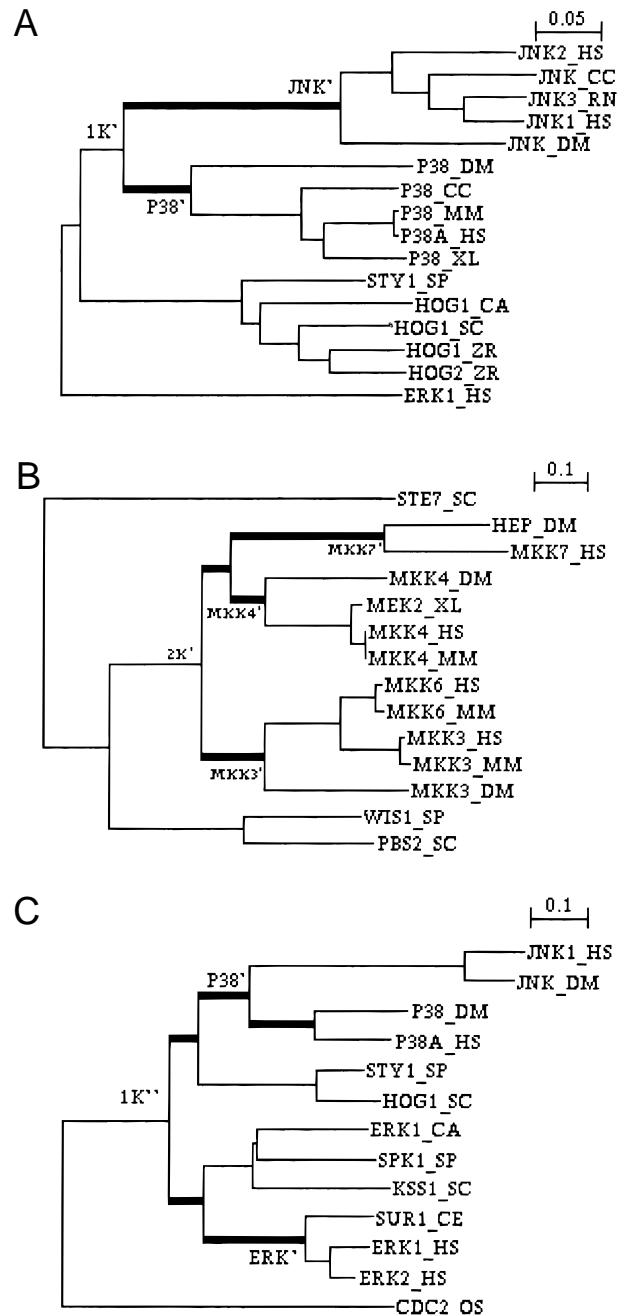 A
0.05
JNK2_HS
JNK_CC
JNK`
JNK3_RN
JNK1_HS
1K`
JNK_DM
P38_DM
P38_CC
P38`
P38_MM
P38A_HS
P38_XL
STY1_SP
HOG1_CA
HOG1_SC
HOG1_ZR
HOG2_ZR
ERK1_HS
B
0.1
STE7_SC
HEP_DM
MKK7'
MKK7_HS
MKK4_DM
MKK4'
MEK2_XL
MKK4_HS
2K'
MKK4_MM
MKK6_HS
MKK6_MM
MKK3_HS
MKK3'
MKK3_MM
MKK3_DM
WIS1_SP
PBS2_SC
C
0.1
JNK1_HS
P38`
JNK_DM
P38_DM
P38A_HS
STY1_SP
1K``
HOG1_SC
ERK1_CA
SPK1_SP
KSS1_SC
SUR1_CE
ERK1_HS
ERK`
ERK2_HS
CDC2_OS